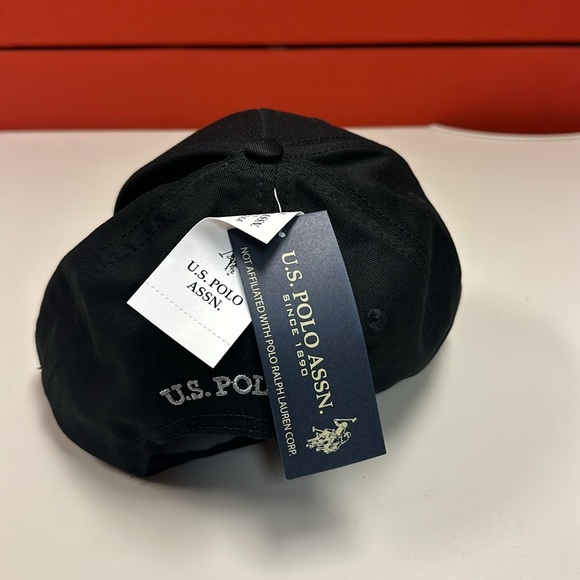 U.S. POLO
ASSN.
U.S. POLO ASSN.
SINCE 1890
NOT AFFILIATED WITH POLO RALPH LAUREN CORP.
U.S. POL